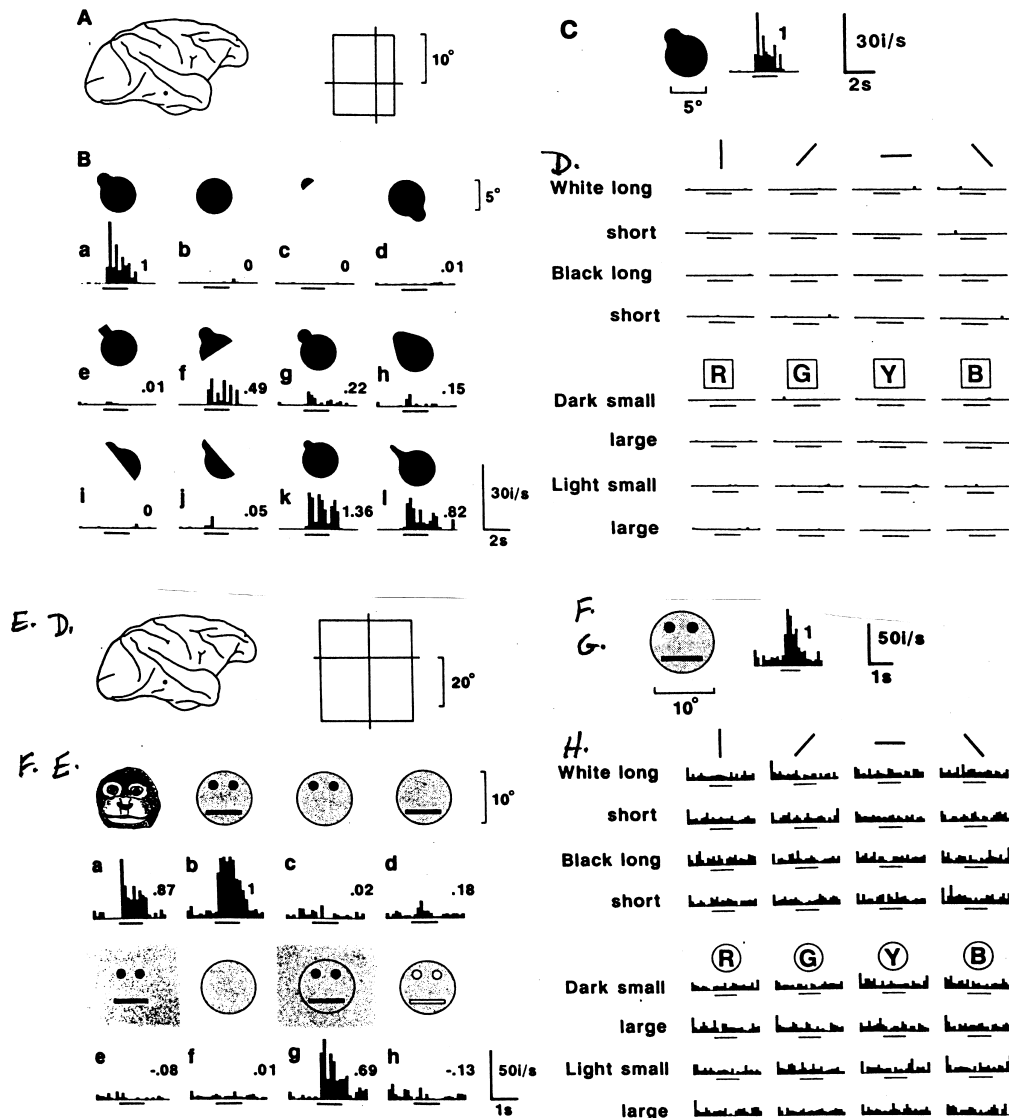 A
10°
B
5°
a 1 b 0 c 0 d .01
e .01 f .49 g .22 h .15
i 0 j .05 k 1.36 l .82
30i/s
2s
C
1
30i/s
5°
2s
D.
White long
short
Black long
short
R G Y B
Dark small
large
Light small
large
E. D.
20°
F. E.
10°
a .87 b 1 c .02 d .18
e -.08 f .01 g .69 h -.13
50i/s
1s
F.
G.
1
50i/s
1s
10°
H.
White long
short
Black long
short
R G Y B
Dark small
large
Light small
large